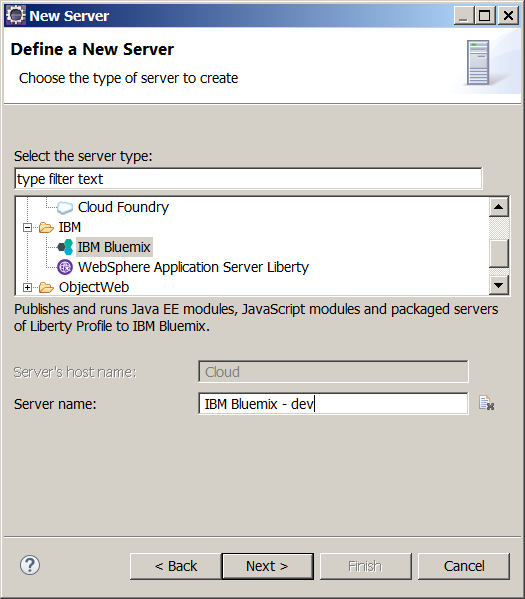 New Server
Define a New Server
Choose the type of server to create
Select the server type:
type filter text
Cloud Foundry
IBM
IBM Bluemix
WebSphere Application Server Liberty
ObjectWeb
Publishes and runs Java EE modules, JavaScript modules and packaged servers
of Liberty Profile to IBM Bluemix.
Server's host name: Cloud
Server name: IBM Bluemix - dev
? < Back Next > Finish Cancel